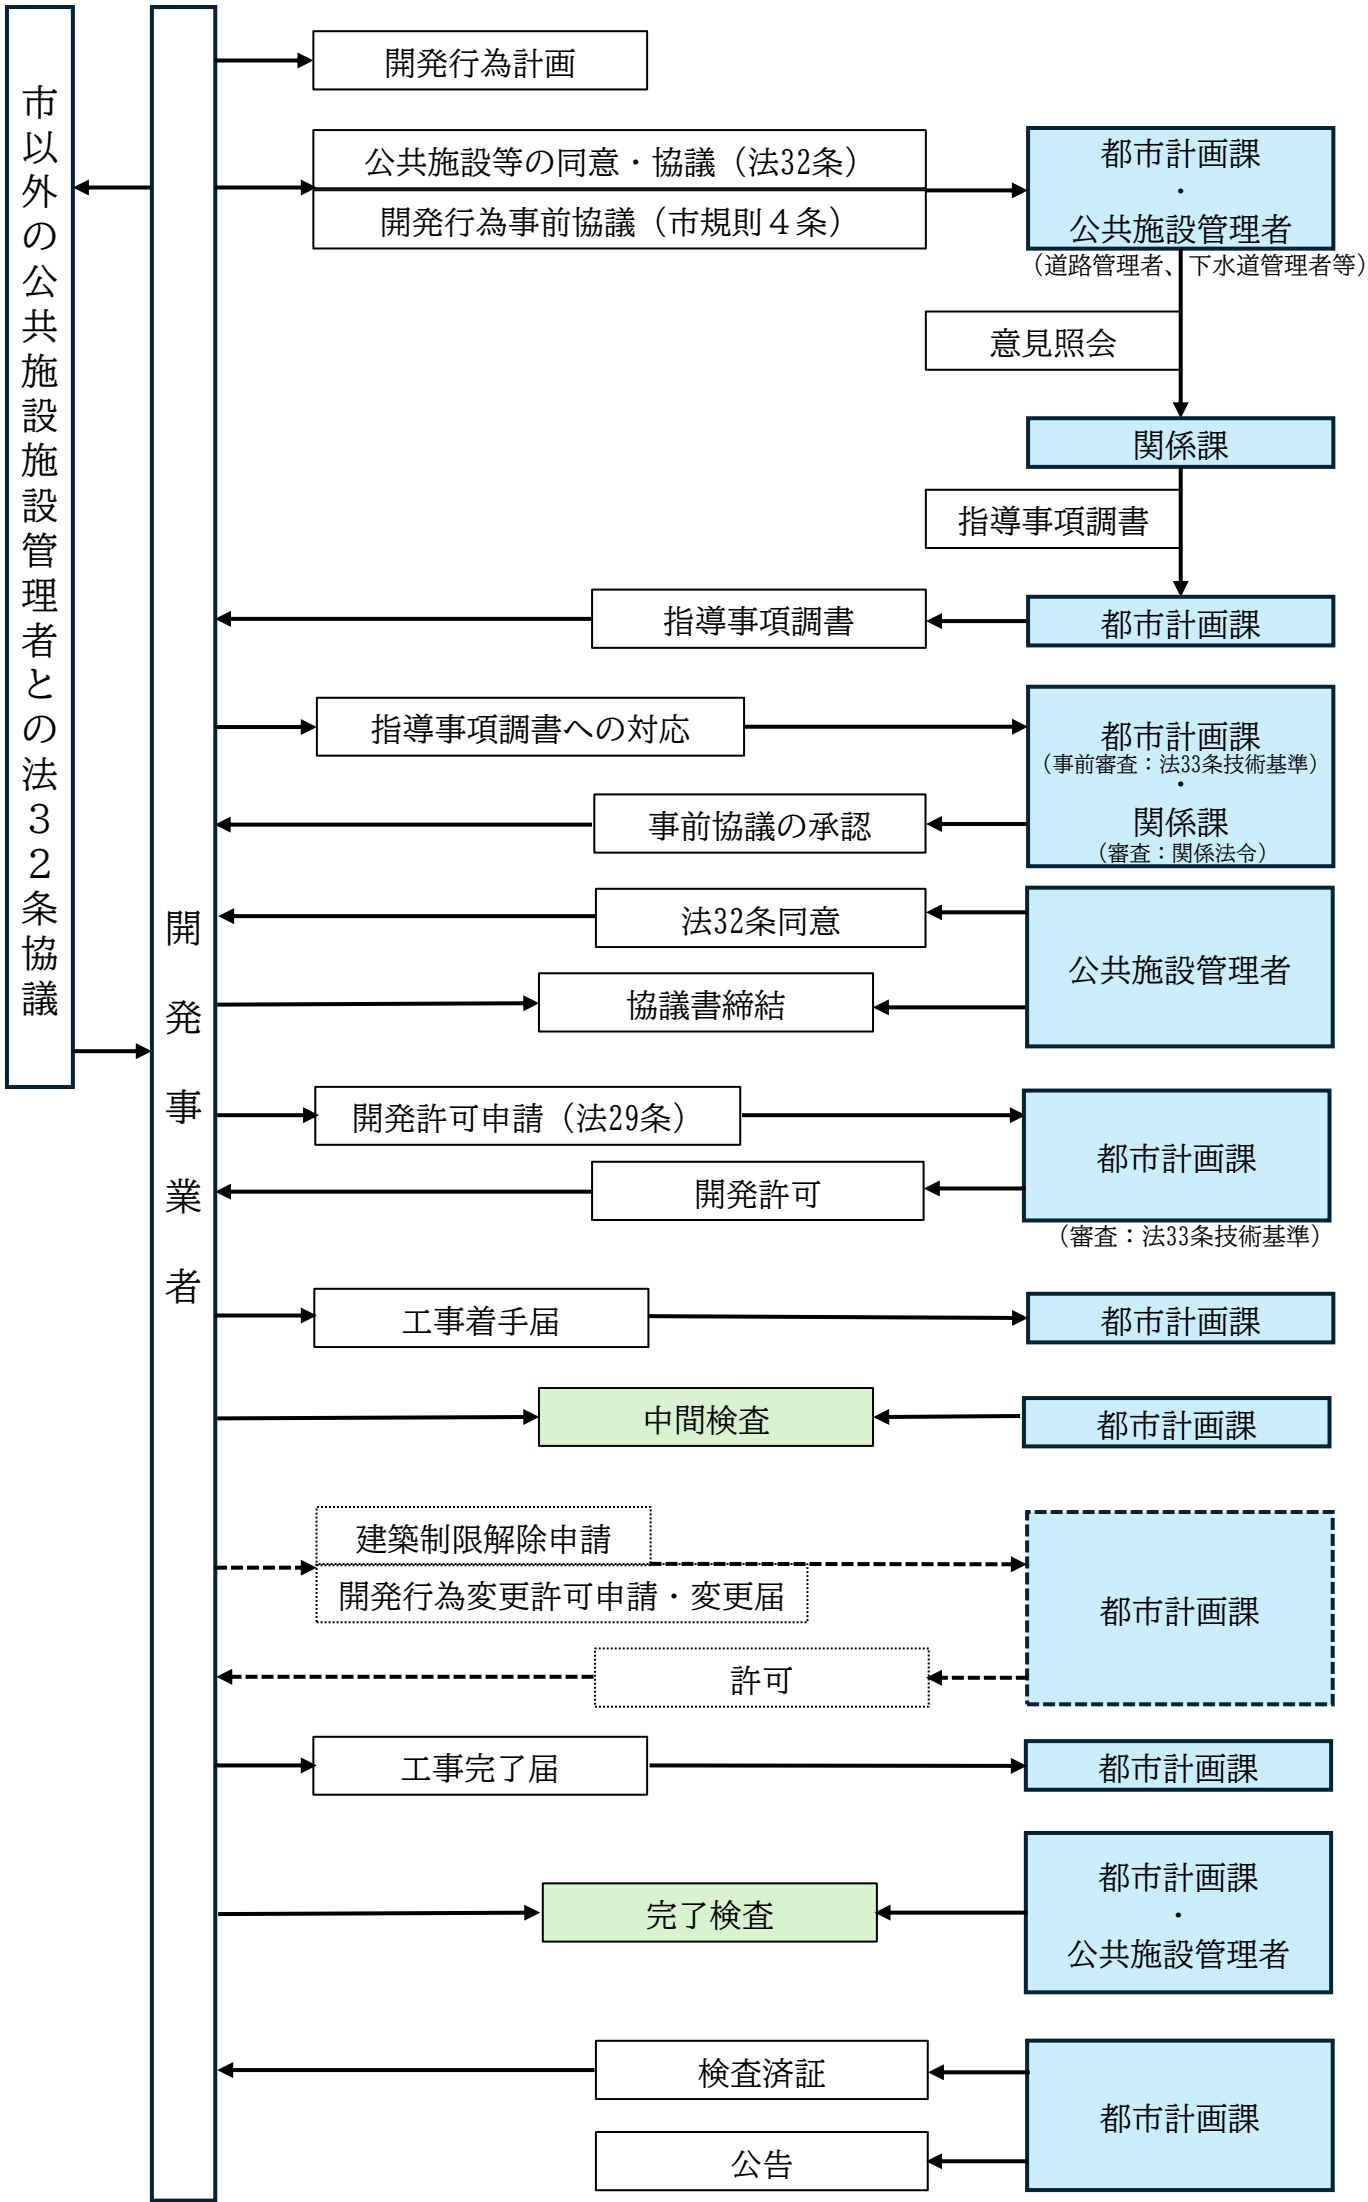 市以外の公共施設施設管理者との法３２条協議
開発事業者
開発行為計画
公共施設等の同意・協議（法32条）
開発行為事前協議（市規則４条）
都市計画課
・
公共施設管理者
（道路管理者、下水道管理者等）
意見照会
関係課
指導事項調書
指導事項調書
都市計画課
指導事項調書への対応
都市計画課
（事前審査：法33条技術基準）
・
関係課
（審査：関係法令）
事前協議の承認
法32条同意
公共施設管理者
協議書締結
開発許可申請（法29条）
都市計画課
開発許可
（審査：法33条技術基準）
工事着手届
都市計画課
中間検査
都市計画課
建築制限解除申請
開発行為変更許可申請・変更届
都市計画課
許可
工事完了届
都市計画課
都市計画課
・
公共施設管理者
完了検査
検査済証
都市計画課
公告